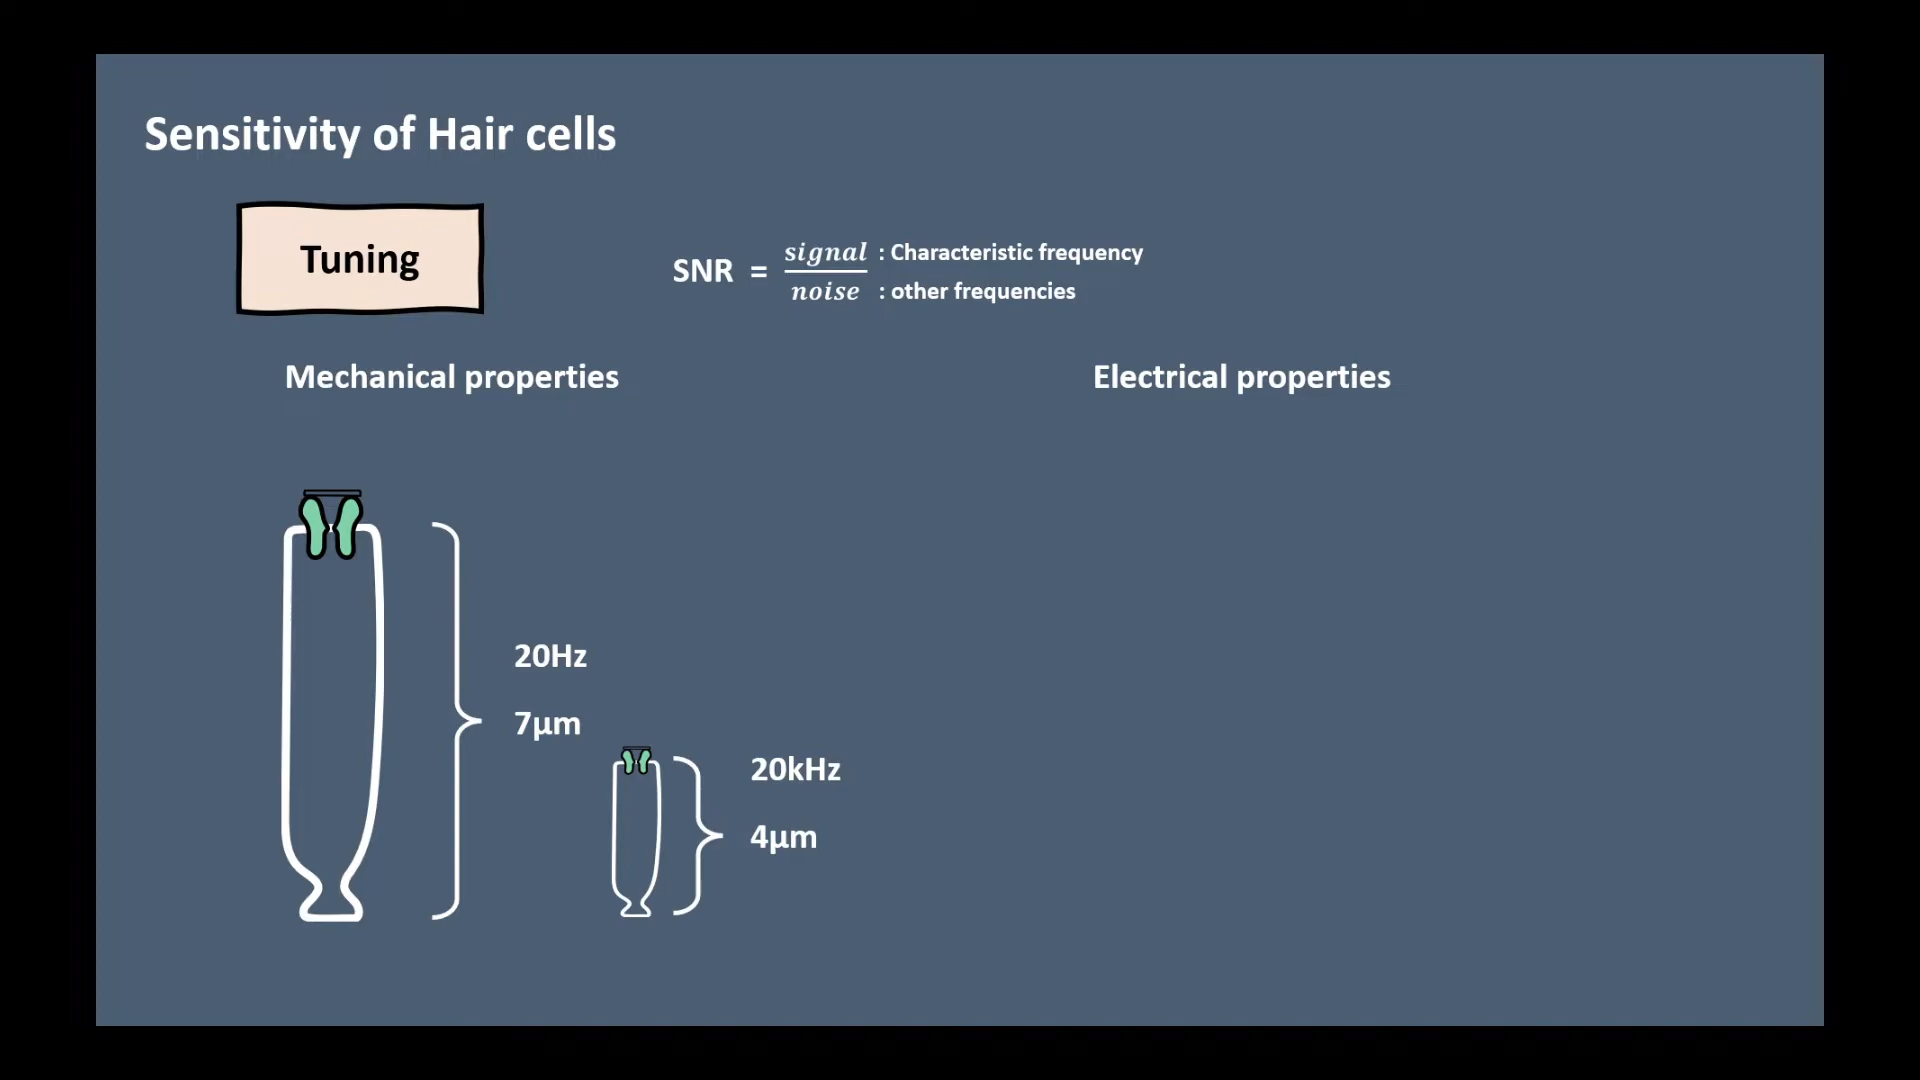 Sensitivity of Hair cells
Tuning
SNR = signal : Characteristic frequency
noise : other frequencies
Mechanical properties
Electrical properties
20Hz
7µm
20kHz
4µm